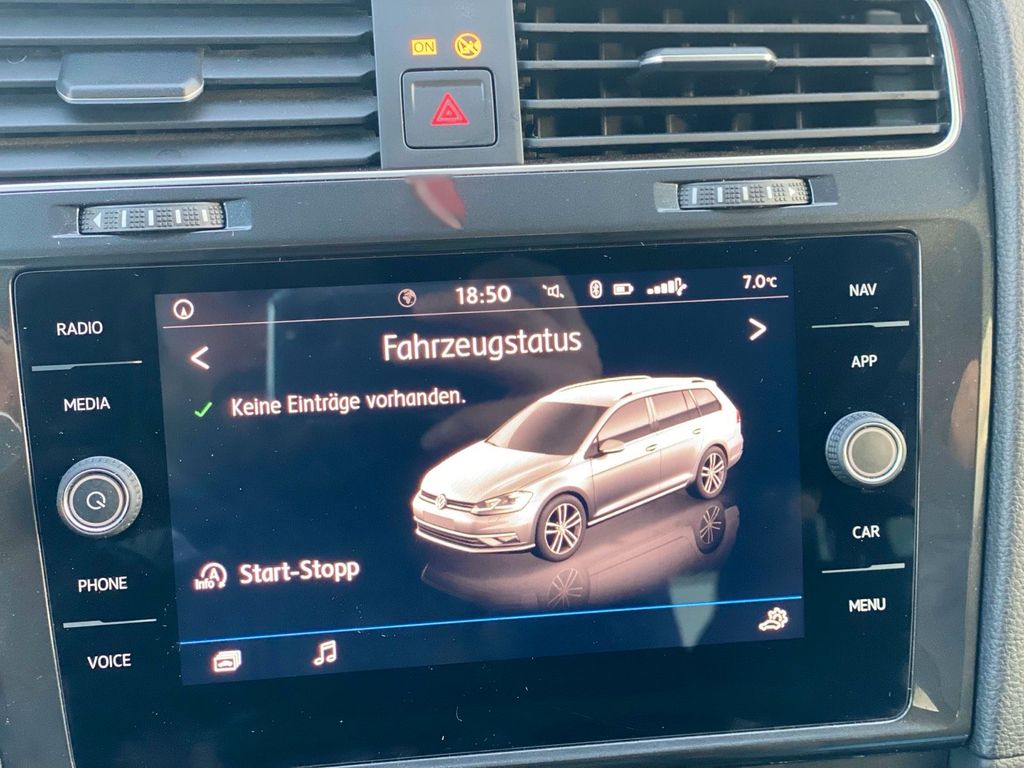 ON
RADIO
MEDIA
PHONE
VOICE
18:50
7.0°C
Fahrzeugstatus
Keine Einträge vorhanden.
Info A
Start-Stopp
NAV
APP
CAR
MENU